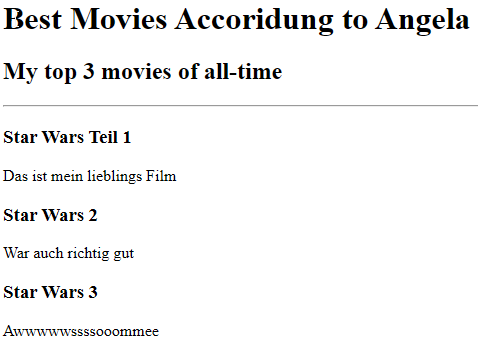 Best Movies Accoridung to Angela
My top 3 movies of all-time
Star Wars Teil 1
Das ist mein lieblings Film
Star Wars 2
War auch richtig gut
Star Wars 3
Awwwwwssssooommee